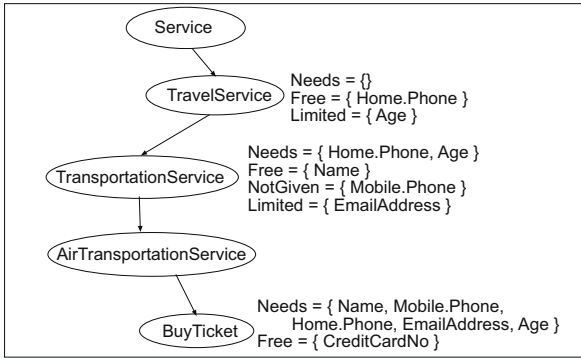 Service
TravelService
Needs = {}
Free = { Home.Phone }
Limited = { Age }
TransportationService
Needs = { Home.Phone, Age }
Free = { Name }
NotGiven = { Mobile.Phone }
Limited = { EmailAddress }
AirTransportationService
BuyTicket
Needs = { Name, Mobile.Phone,
Home.Phone, EmailAddress, Age }
Free = { CreditCardNo }